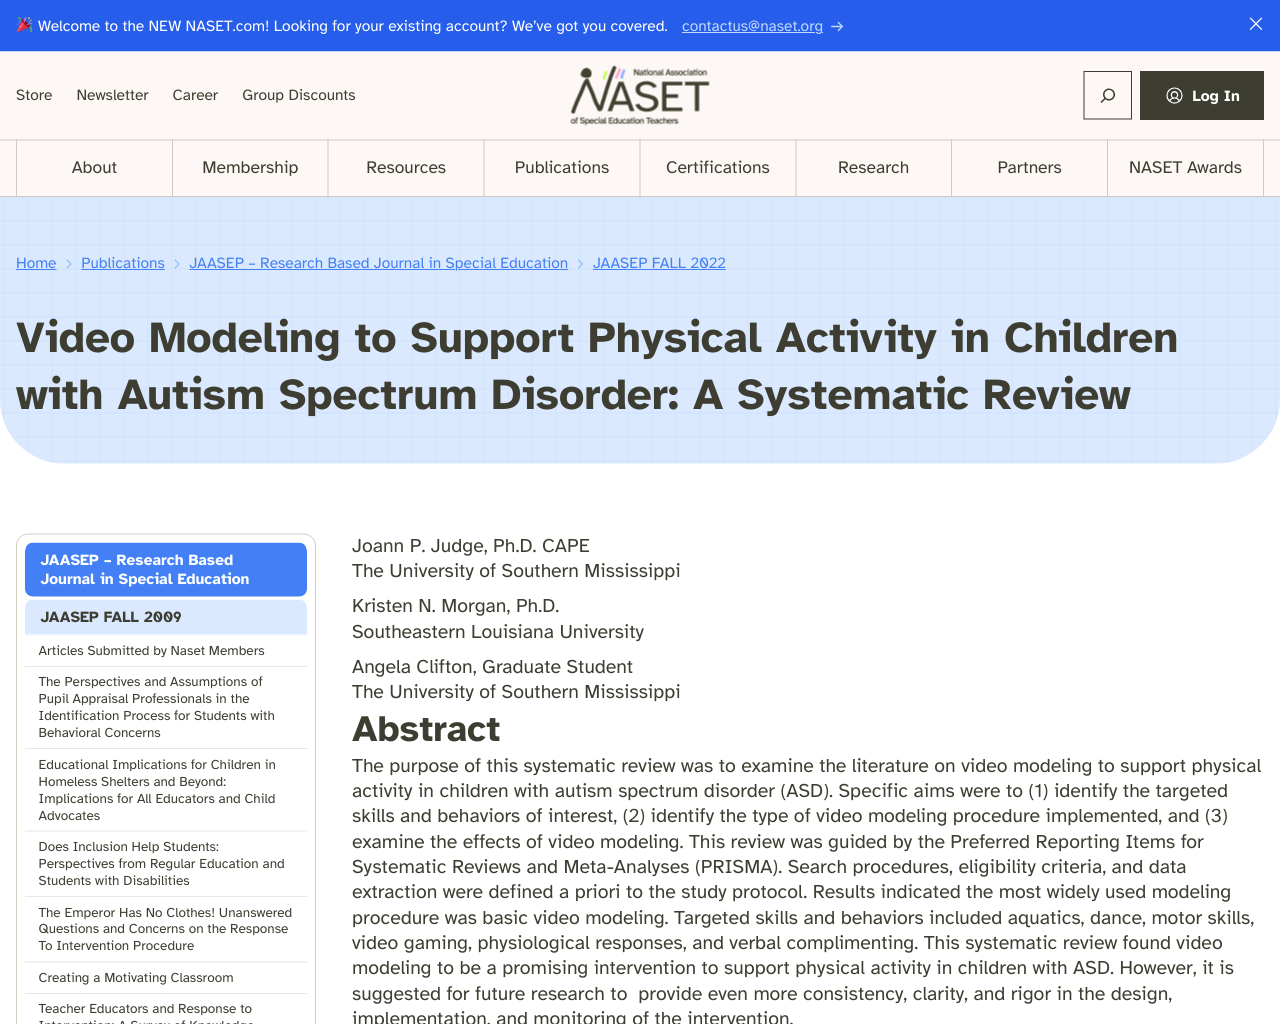 🎉 Welcome to the NEW NASET.com! Looking for your existing account? We've got you covered. contactus@naset.org →
Store Newsletter Career Group Discounts
National Association
NASET
of Special Education Teachers
Log In
About Membership Resources Publications Certifications Research Partners NASET Awards
Home > Publications > JAASEP – Research Based Journal in Special Education > JAASEP FALL 2022
Video Modeling to Support Physical Activity in Children
with Autism Spectrum Disorder: A Systematic Review
JAASEP – Research Based
Journal in Special Education
JAASEP FALL 2009
Articles Submitted by Naset Members
The Perspectives and Assumptions of
Pupil Appraisal Professionals in the
Identification Process for Students with
Behavioral Concerns
Educational Implications for Children in
Homeless Shelters and Beyond:
Implications for All Educators and Child
Advocates
Does Inclusion Help Students:
Perspectives from Regular Education and
Students with Disabilities
The Emperor Has No Clothes! Unanswered
Questions and Concerns on the Response
To Intervention Procedure
Creating a Motivating Classroom
Teacher Educators and Response to
Intervention: A Survey of Knowledge
Joann P. Judge, Ph.D. CAPE
The University of Southern Mississippi
Kristen N. Morgan, Ph.D.
Southeastern Louisiana University
Angela Clifton, Graduate Student
The University of Southern Mississippi
Abstract
The purpose of this systematic review was to examine the literature on video modeling to support physical
activity in children with autism spectrum disorder (ASD). Specific aims were to (1) identify the targeted
skills and behaviors of interest, (2) identify the type of video modeling procedure implemented, and (3)
examine the effects of video modeling. This review was guided by the Preferred Reporting Items for
Systematic Reviews and Meta-Analyses (PRISMA). Search procedures, eligibility criteria, and data
extraction were defined a priori to the study protocol. Results indicated the most widely used modeling
procedure was basic video modeling. Targeted skills and behaviors included aquatics, dance, motor skills,
video gaming, physiological responses, and verbal complimenting. This systematic review found video
modeling to be a promising intervention to support physical activity in children with ASD. However, it is
suggested for future research to  provide even more consistency, clarity, and rigor in the design,
implementation, and monitoring of the intervention.